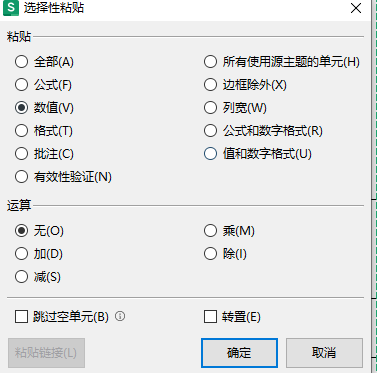 S 选择性粘贴
粘贴
全部(A) 所有使用源主题的单元(H)
公式(F) 边框除外(X)
数值(V) 列宽(W)
格式(T) 公式和数字格式(R)
批注(C) 值和数字格式(U)
有效性验证(N)
运算
无(O) 乘(M)
加(D) 除(I)
减(S)
跳过空单元(B) 转置(E)
粘贴链接(L) 确定 取消